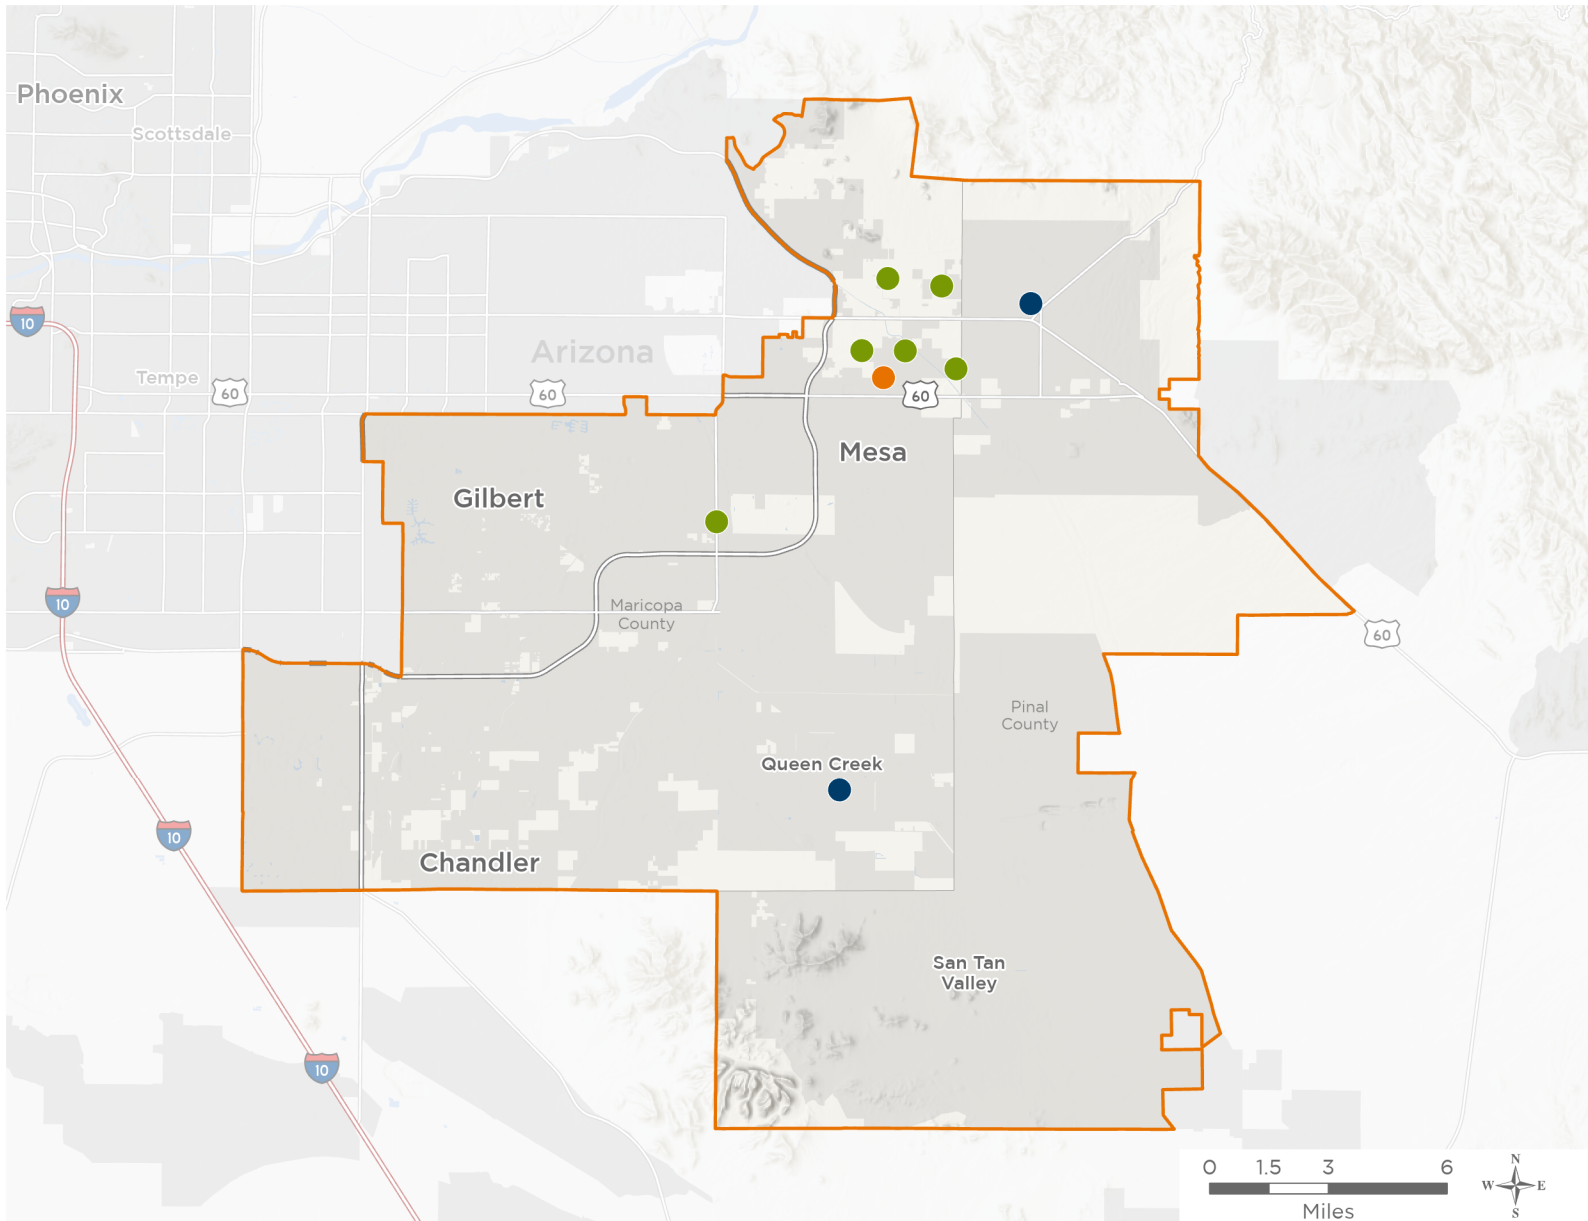 Phoenix
Scottsdale
10
Arizona
Tempe
60
60
60
Mesa
Gilbert
10
Maricopa
County
60
Pinal
County
Queen Creek
10
Chandler
San Tan
Valley
10
0 1.5 3 6
Miles
N
W E
S